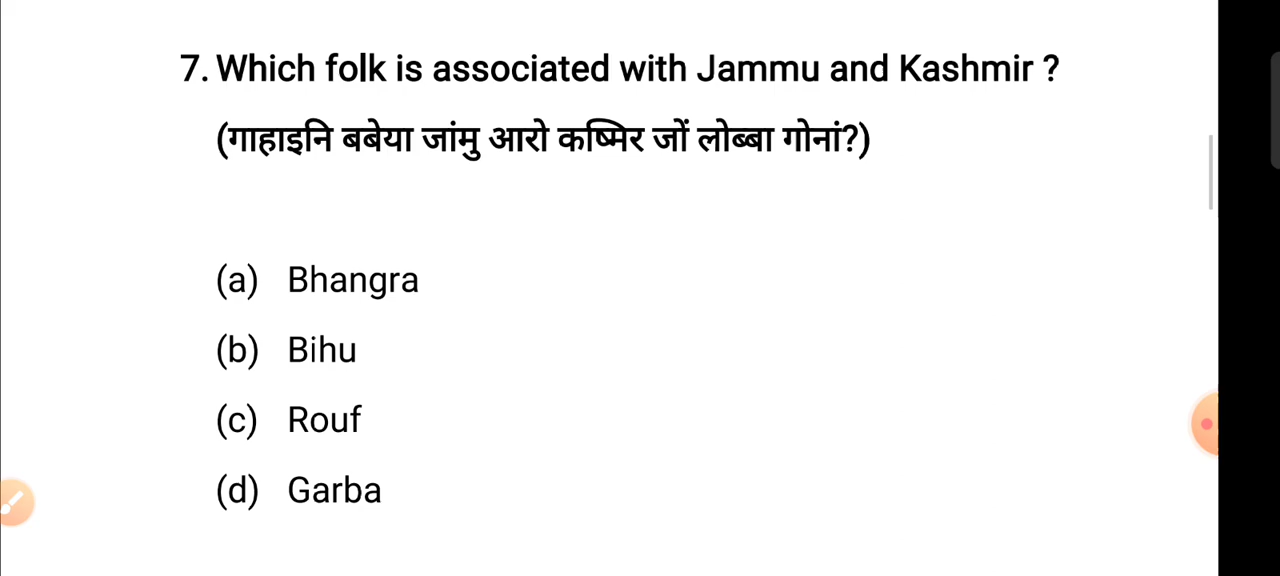 7. Which folk is associated with Jammu and Kashmir ?
(गाहाइनि बबेया जांमु आरो कष्मिर जों लोब्बा गोनां?)
(a) Bhangra
(b) Bihu
(c) Rouf
(d) Garba